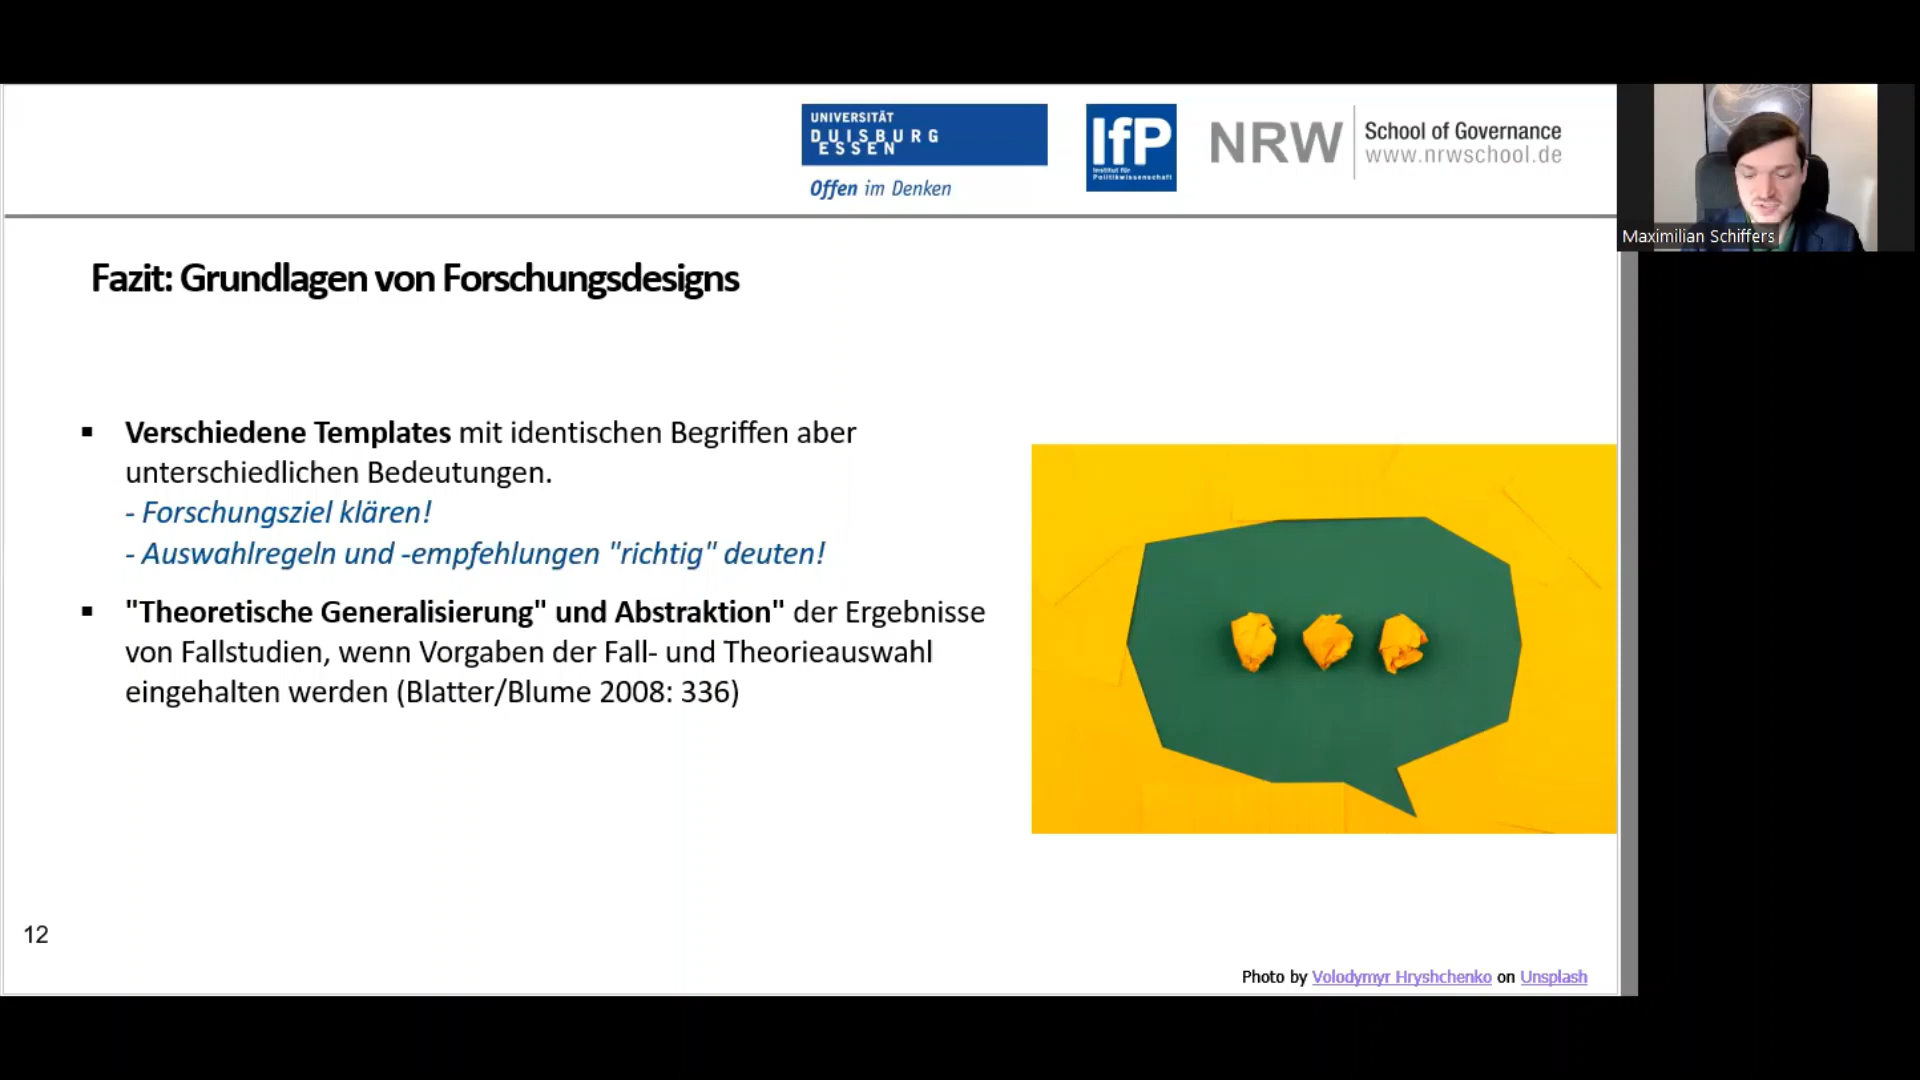 UNIVERSITÄT
DUISBURG
ESSEN
Offen im Denken
IfP
Institut für
Politikwissenschaft
NRW
School of Governance
www.nrwschool.de
Maximilian Schiffers
Fazit: Grundlagen von Forschungsdesigns
▪ Verschiedene Templates mit identischen Begriffen aber
unterschiedlichen Bedeutungen.
- Forschungsziel klären!
- Auswahlregeln und -empfehlungen "richtig" deuten!
▪ "Theoretische Generalisierung" und Abstraktion" der Ergebnisse
von Fallstudien, wenn Vorgaben der Fall- und Theorieauswahl
eingehalten werden (Blatter/Blume 2008: 336)
12
Photo by Volodymyr Hryshchenko on Unsplash